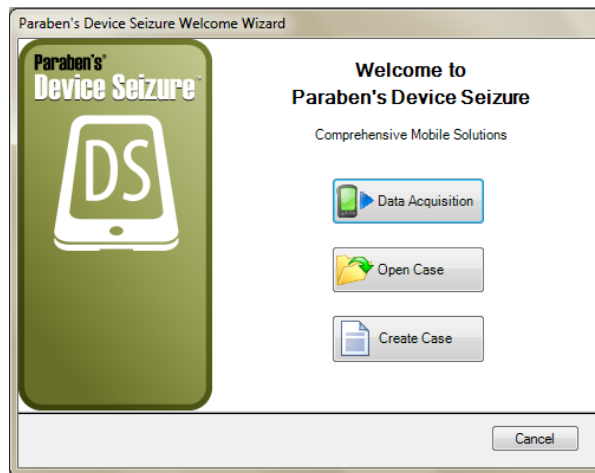 Paraben's Device Seizure Welcome Wizard
Paraben's®
Device Seizure™
DS
Welcome to
Paraben's Device Seizure
Comprehensive Mobile Solutions
Data Acquisition
Open Case
Create Case
Cancel